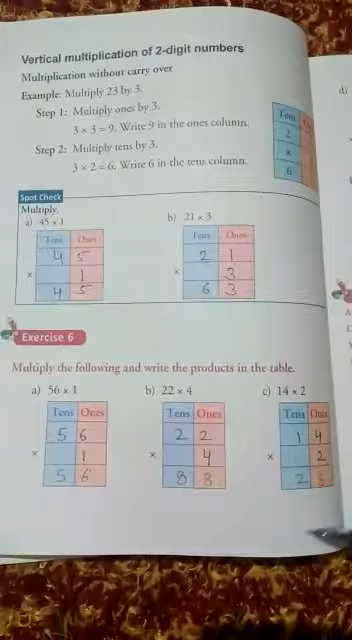 Vertical multiplication of 2-digit numbers
Multiplication without carry over
Example: Multiply 23 by 3.
Step 1: Multiply ones by 3.
3 × 3 = 9. Write 9 in the ones column.
Step 2: Multiply tens by 3.
3 × 2 = 6. Write 6 in the tens column.
Tens
2
×
6
d)
Spot Check
Multiply.
a) 45 × 1 b) 21 × 3
Tens Ones Tens Ones
4 5 2 1
× 1 × 3
4 5 6 3
Exercise 6
Multiply the following and write the products in the table.
a) 56 × 1 b) 22 × 4 c) 14 × 2
Tens Ones Tens Ones Tens Ones
5 6 2 2 1 4
× 1 × 4 × 2
5 6 8 8 2